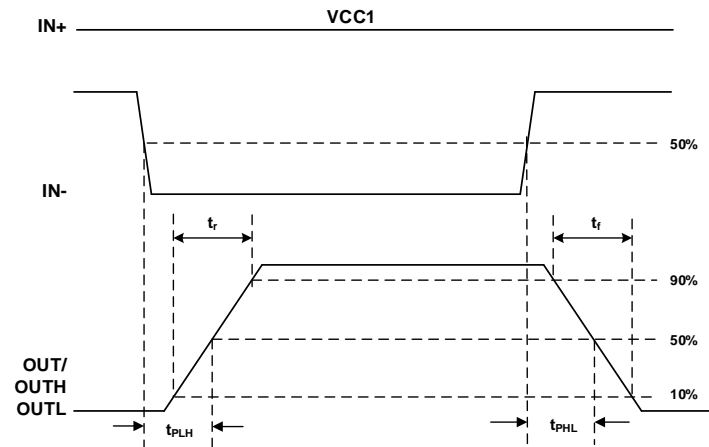 VCC1
IN+
50%
IN-
tr
tf
90%
50%
OUT/
OUTH
OUTL
10%
tPLH
tPHL